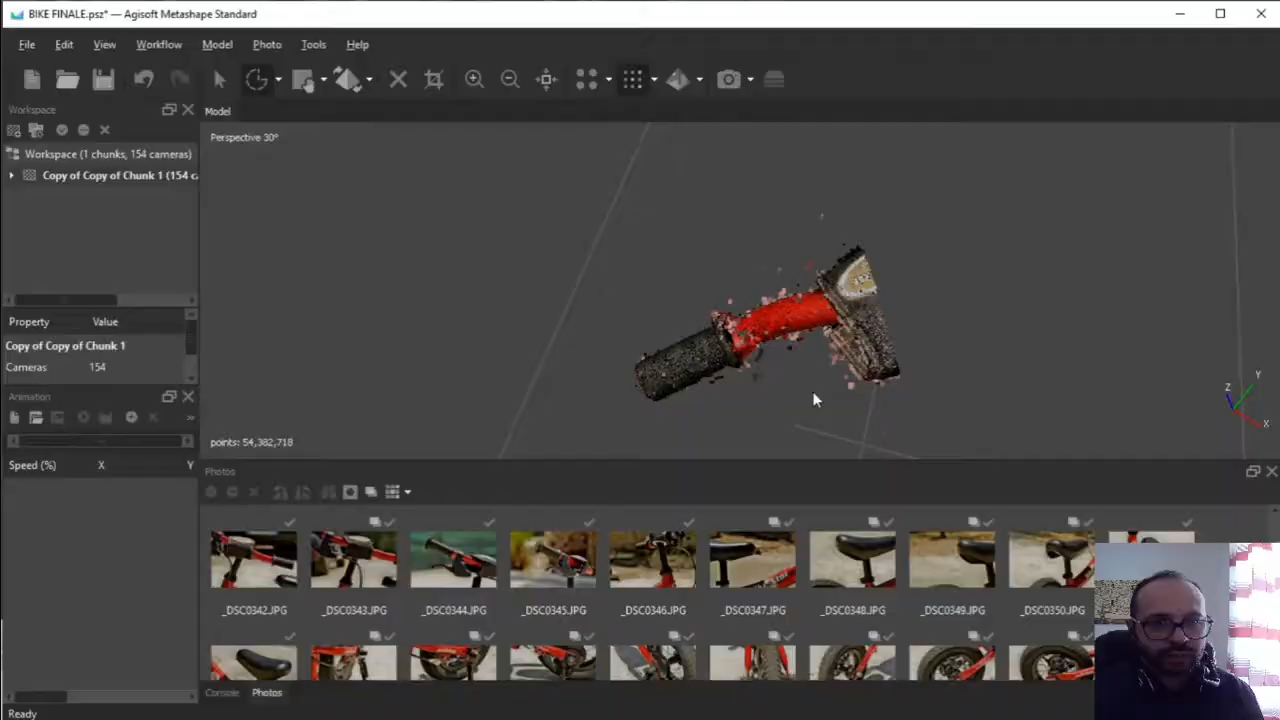 BIKE FINALE.psz* — Agisoft Metashape Standard
File Edit View Workflow Model Photo Tools Help
Workspace
Model
Perspective 30°
Workspace (1 chunks, 154 cameras)
Copy of Copy of Chunk 1 (154 c
Property Value
Copy of Copy of Chunk 1
Cameras 154
Animation
Speed (%) X Y
points: 54,382,718
Z Y X
Photos
_DSC0342.JPG _DSC0343.JPG _DSC0344.JPG _DSC0345.JPG _DSC0346.JPG _DSC0347.JPG _DSC0348.JPG _DSC0349.JPG _DSC0350.JPG
Console Photos
Ready